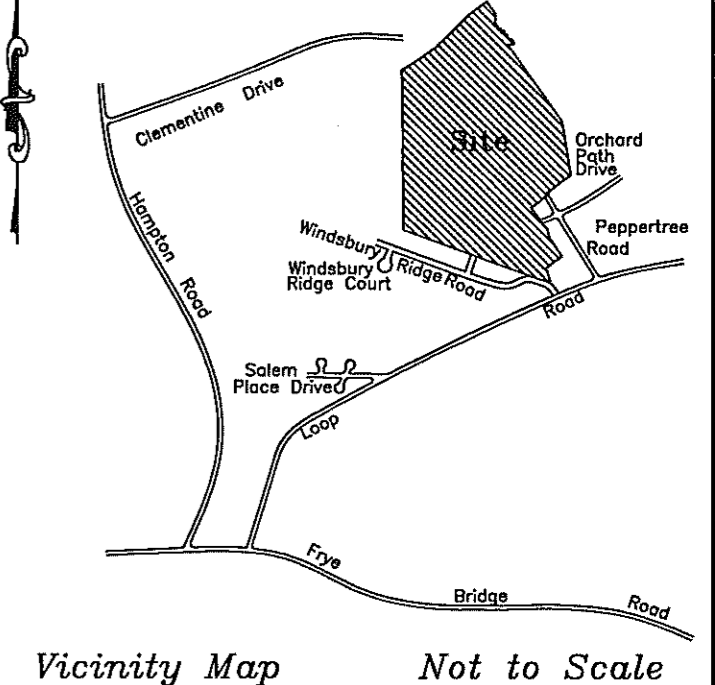 Clementine Drive
Site
Orchard
Path
Drive
Hampton Road
Peppertree
Road
Windsbury Ridge Road
Windsbury
Ridge Court
Salem
Place Drive
Loop Road
Frye Bridge Road
Vicinity Map Not to Scale